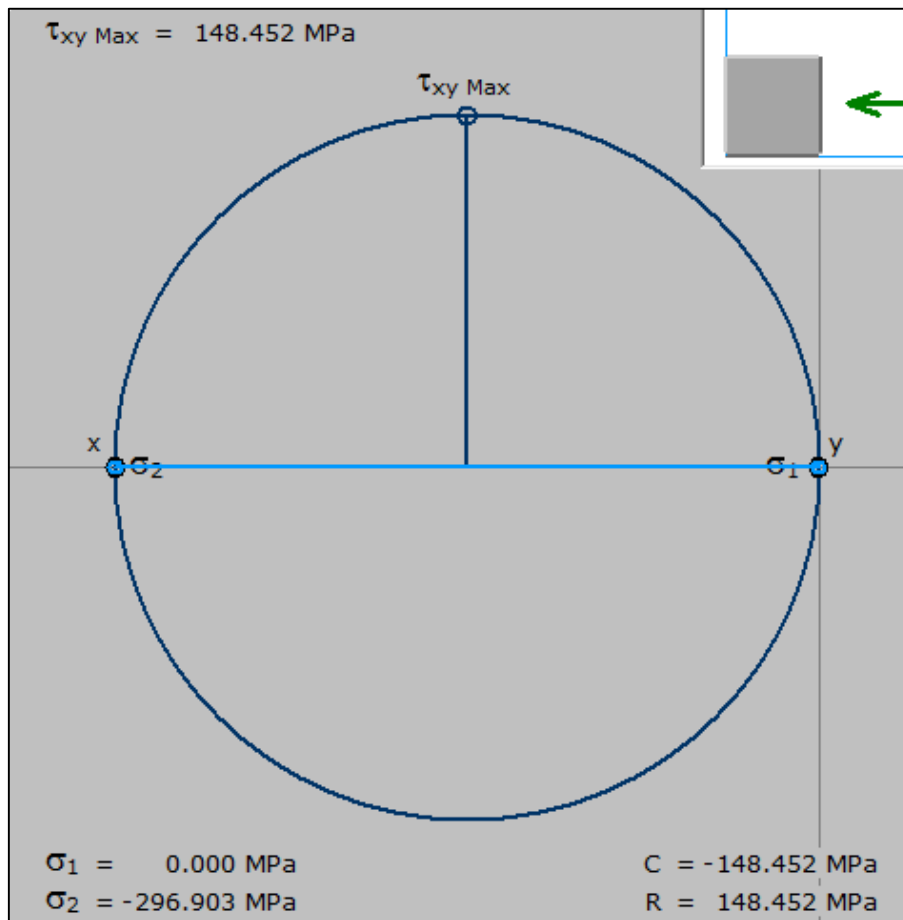 τxy Max = 148.452 MPa
τxy Max
x
σ2
σ1
y
σ1 = 0.000 MPa
σ2 = -296.903 MPa
C = -148.452 MPa
R = 148.452 MPa